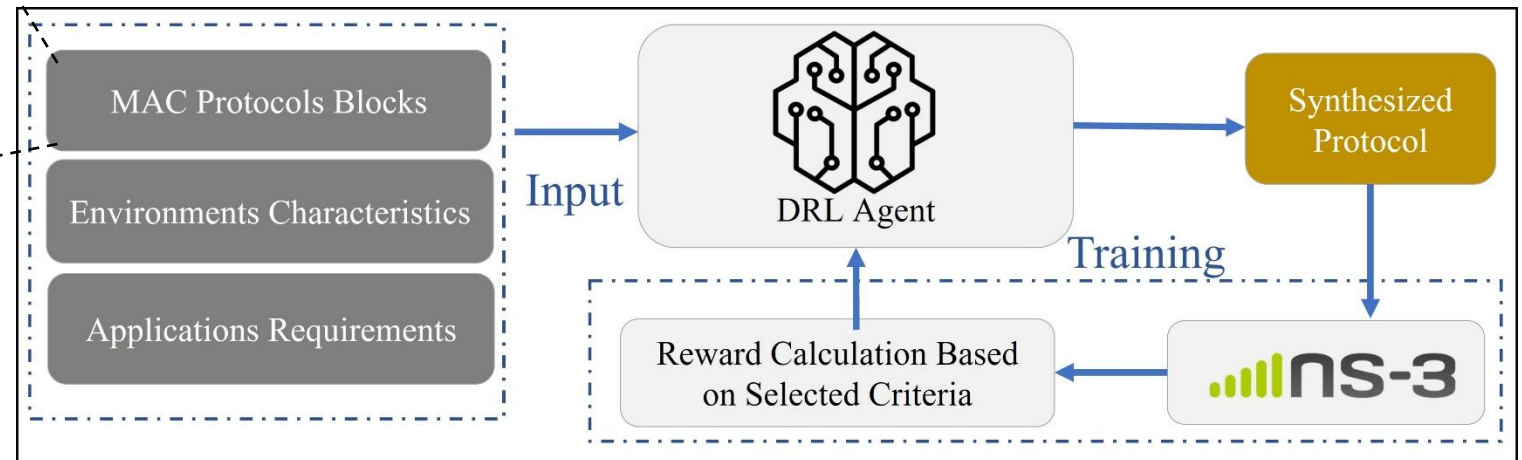 MAC Protocols Blocks
Environments Characteristics
Applications Requirements
Input
DRL Agent
Synthesized
Protocol
Training
Reward Calculation Based
on Selected Criteria
ns-3